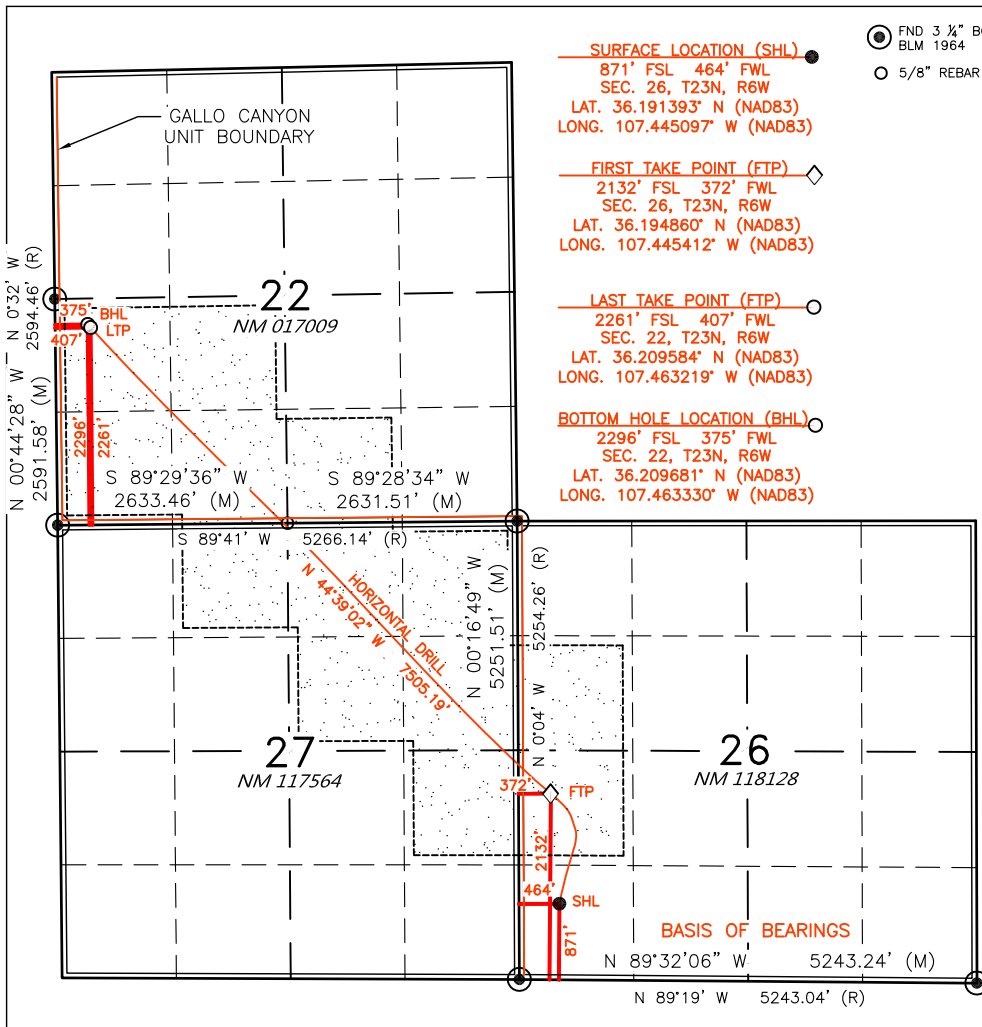 FND 3 ¼"
BLM 1964
5/8" REBAR
SURFACE LOCATION (SHL)
871' FSL 464' FWL
SEC. 26, T23N, R6W
LAT. 36.191393° N (NAD83)
LONG. 107.445097° W (NAD83)
FIRST TAKE POINT (FTP)
2132' FSL 372' FWL
SEC. 26, T23N, R6W
LAT. 36.194860° N (NAD83)
LONG. 107.445412° W (NAD83)
LAST TAKE POINT (FTP)
2261' FSL 407' FWL
SEC. 22, T23N, R6W
LAT. 36.209584° N (NAD83)
LONG. 107.463219° W (NAD83)
BOTTOM HOLE LOCATION (BHL)
2296' FSL 375' FWL
SEC. 22, T23N, R6W
LAT. 36.209681° N (NAD83)
LONG. 107.463330° W (NAD83)
GALLO CANYON
UNIT BOUNDARY
N 0°32' W
2594.46' (R)
N 00°44'28" W
2591.58' (M)
22
NM 017009
375'
BHL
LTP
407'
2296'
2261'
S 89°29'36" W
2633.46' (M)
S 89°28'34" W
2631.51' (M)
S 89°41' W 5266.14' (R)
HORIZONTAL DRILL
N 44°39'02" W 7505.19'
N 00°16'49" W
5251.51' (M)
N 0°04' W 5254.26' (R)
27
NM 117564
26
NM 118128
372'
FTP
2132'
464'
SHL
871'
BASIS OF BEARINGS
N 89°32'06" W 5243.24' (M)
N 89°19' W 5243.04' (R)